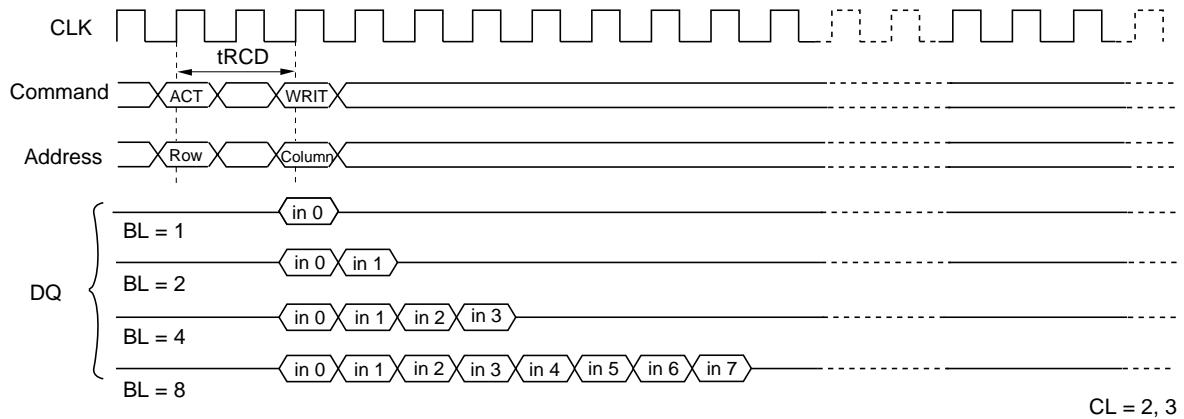 CLK
tRCD
Command ACT WRIT
Address Row Column
in 0
BL = 1
in 0 in 1
BL = 2
DQ
in 0 in 1 in 2 in 3
BL = 4
in 0 in 1 in 2 in 3 in 4 in 5 in 6 in 7
BL = 8
CL = 2, 3